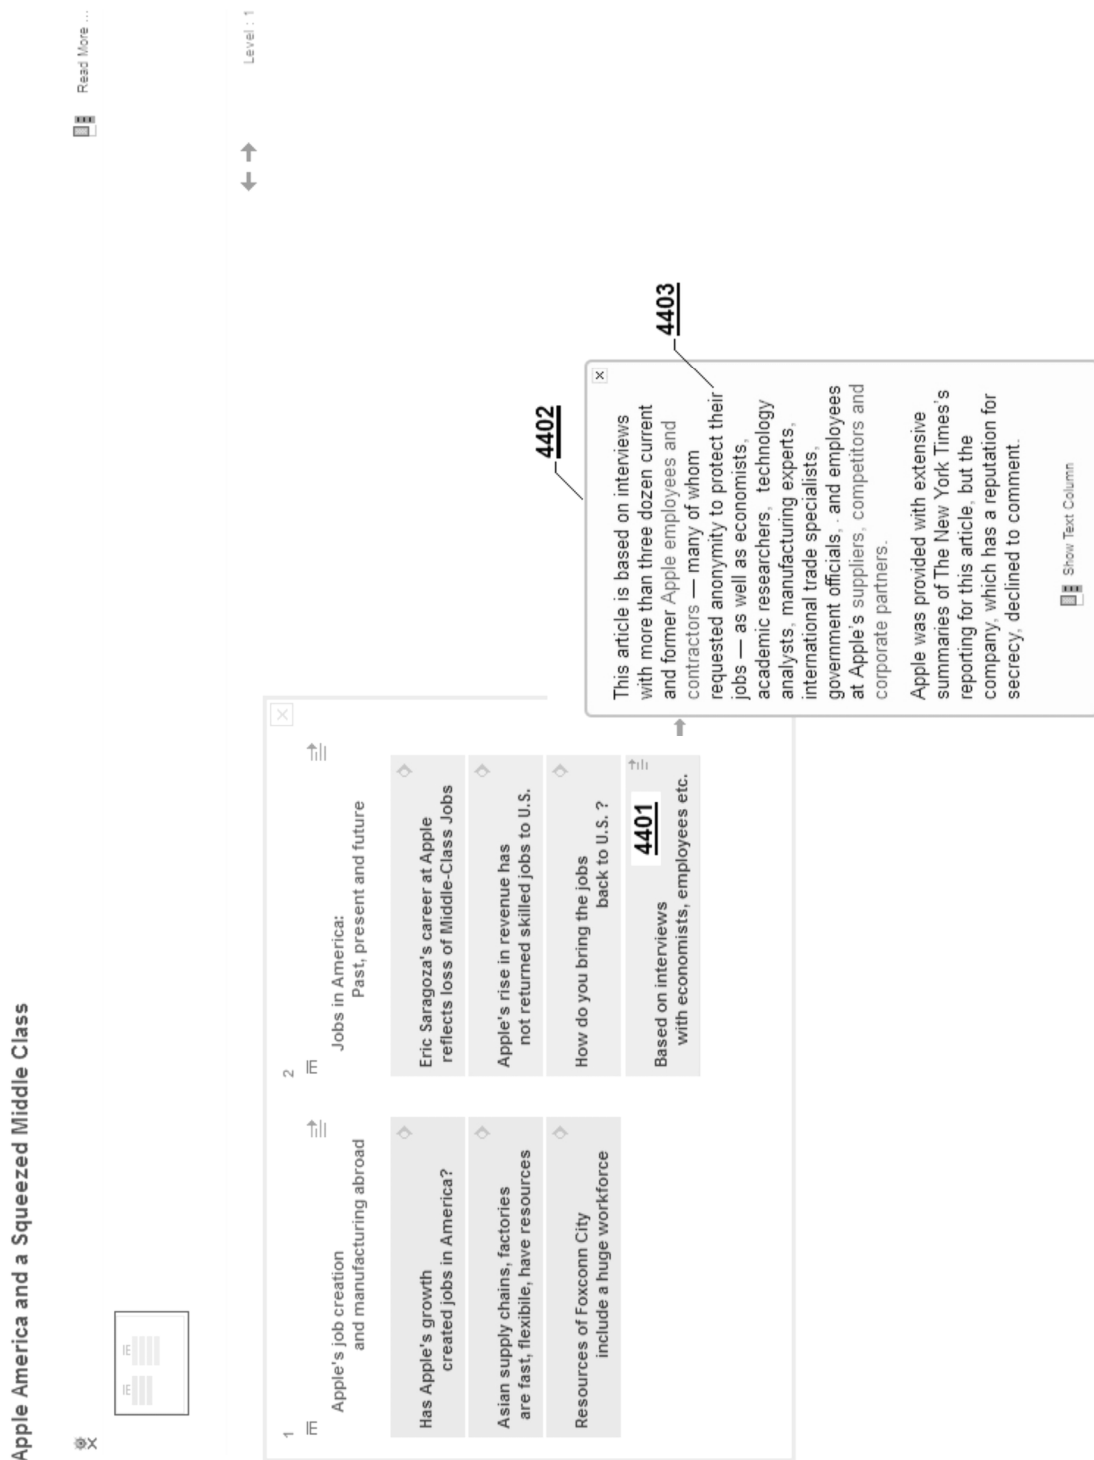 Apple America and a Squeezed Middle Class
Read More ...
Level : 1
1
Apple's job creation
and manufacturing abroad
Has Apple's growth
created jobs in America?
Asian supply chains, factories
are fast, flexibile, have resources
Resources of Foxconn City
include a huge workforce
2
Jobs in America:
Past, present and future
Eric Saragoza's career at Apple
reflects loss of Middle-Class Jobs
Apple's rise in revenue has
not returned skilled jobs to U.S.
How do you bring the jobs
back to U.S. ?
4401
Based on interviews
with economists, employees etc.
4402
4403
This article is based on interviews
with more than three dozen current
and former Apple employees and
contractors — many of whom
requested anonymity to protect their
jobs — as well as economists,
academic researchers, technology
analysts, manufacturing experts,
international trade specialists,
government officials, . and employees
at Apple's suppliers, competitors and
corporate partners.
Apple was provided with extensive
summaries of The New York Times's
reporting for this article, but the
company, which has a reputation for
secrecy, declined to comment.
Show Text Column